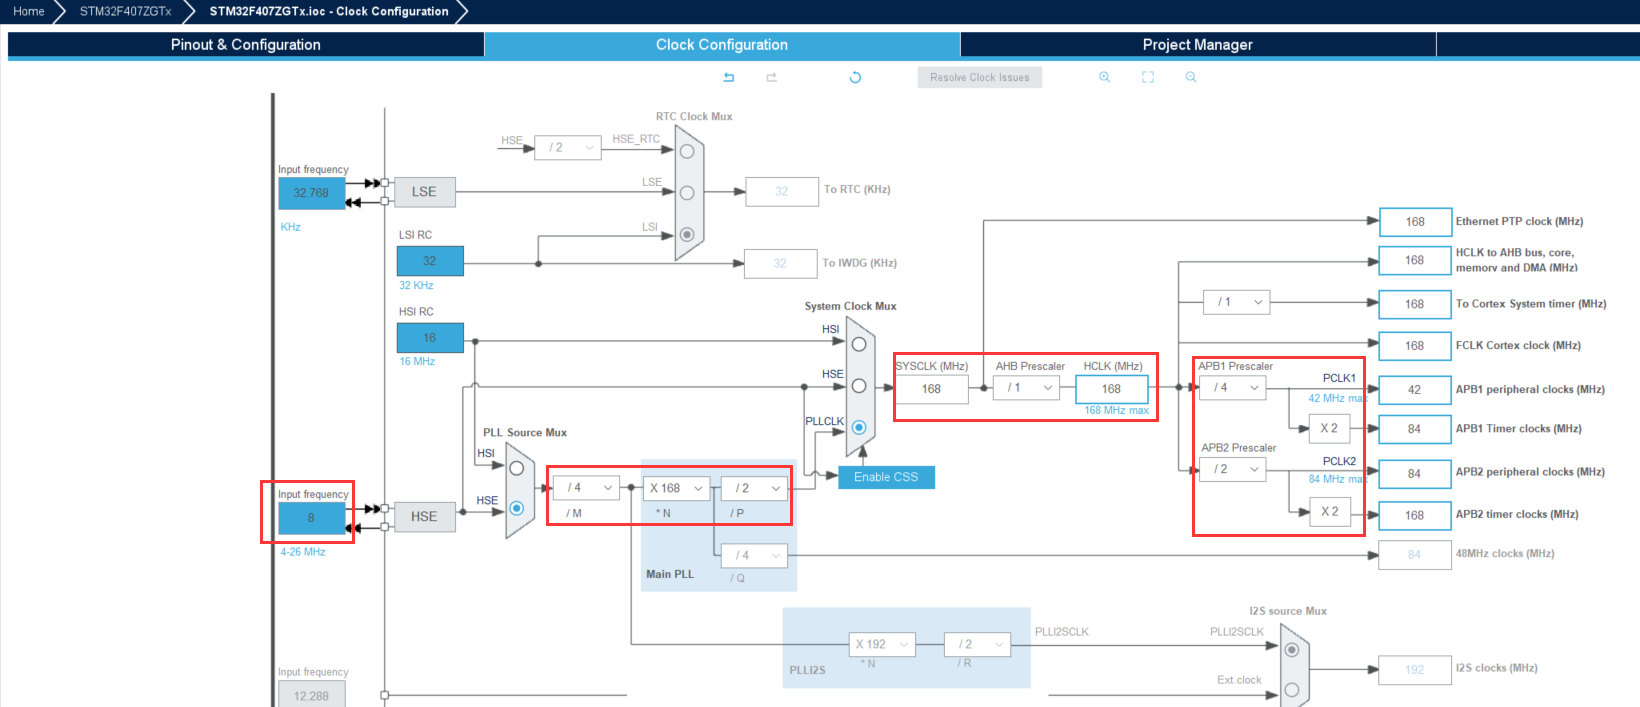 Home STM32F407ZGTx STM32F407ZGTx.ioc - Clock Configuration
Pinout & Configuration Clock Configuration Project Manager
Resolve Clock Issues
RTC Clock Mux
HSE / 2 HSE_RTC
Input frequency
32.768 LSE LSE 32 To RTC (KHz)
KHz
LSI RC LSI
32 32 To IWDG (KHz)
32 KHz
HSI RC
16
16 MHz
System Clock Mux
HSI
HSE
PLLCLK
Enable CSS
SYSCLK (MHz) AHB Prescaler HCLK (MHz)
168 / 1 168
168 MHz max
168 Ethernet PTP clock (MHz)
168 HCLK to AHB bus, core,
memory and DMA (MHz)
/ 1 168 To Cortex System timer (MHz)
168 FCLK Cortex clock (MHz)
APB1 Prescaler
/ 4 PCLK1 42 APB1 peripheral clocks (MHz)
42 MHz max
X 2 84 APB1 Timer clocks (MHz)
APB2 Prescaler
/ 2 PCLK2 84 APB2 peripheral clocks (MHz)
84 MHz max
X 2 168 APB2 timer clocks (MHz)
84 48MHz clocks (MHz)
PLL Source Mux
HSI
HSE
/ 4 X 168 / 2
/ M * N / P
/ 4
Main PLL / Q
Input frequency
8 HSE
4-26 MHz
X 192 / 2
PLLI2S * N / R
PLLI2SCLK
I2S source Mux
PLLI2SCLK
192 I2S clocks (MHz)
Ext.clock
Input frequency
12.288